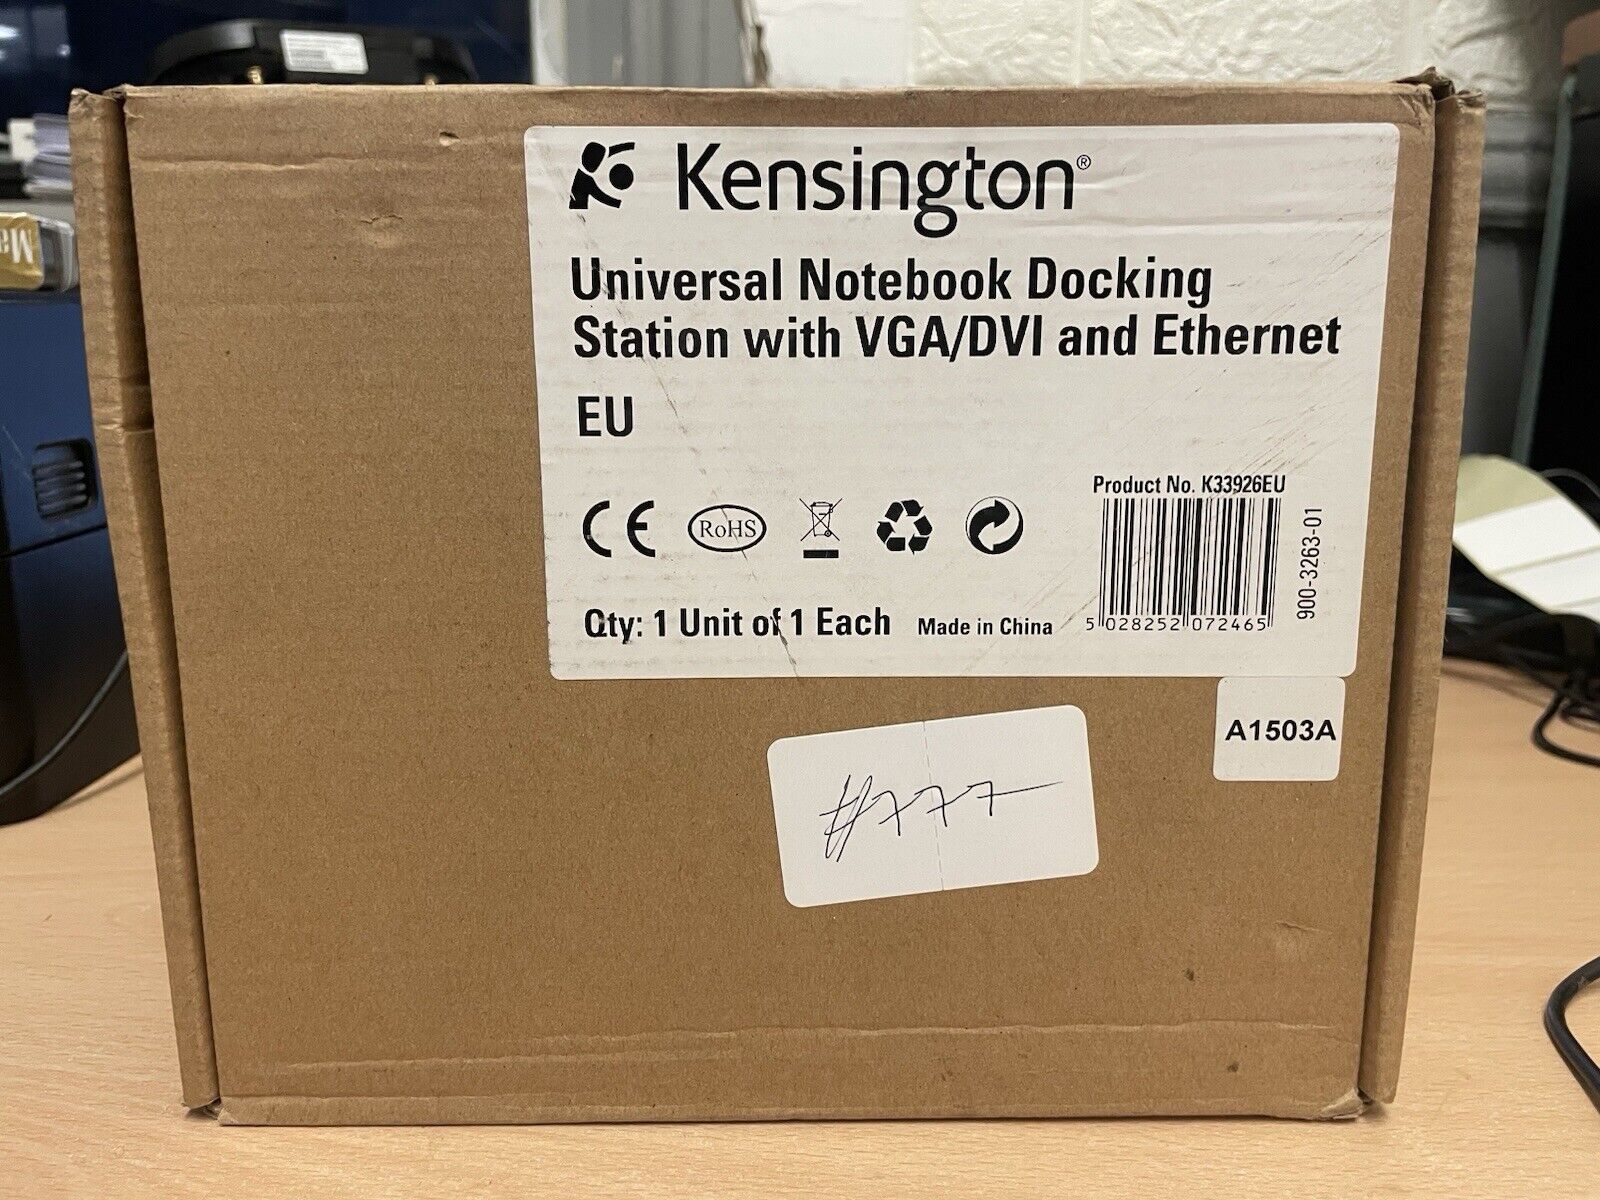 Kensington®
Universal Notebook Docking
Station with VGA/DVI and Ethernet
EU
Product No. K33926EU
CE RoHS
900-3263-01
5 028252 072465
Qty: 1 Unit of 1 Each Made in China
A1503A
#777